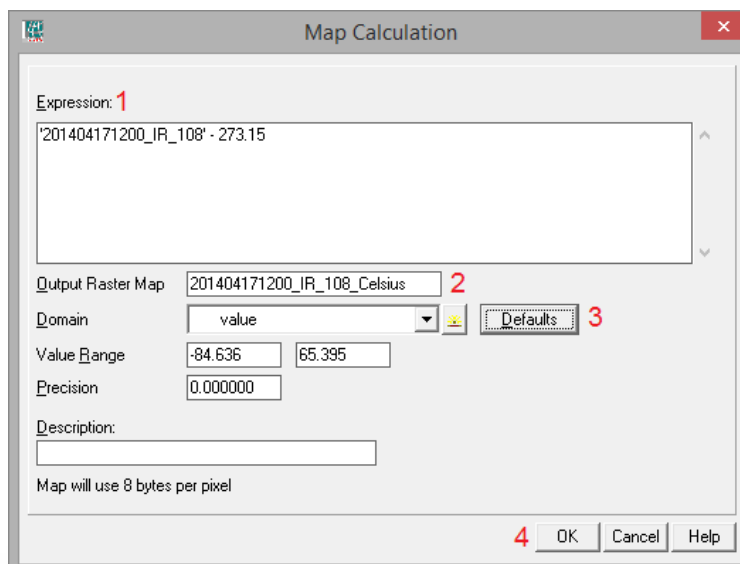 Map Calculation
Expression: 1
'201404171200_IR_108' - 273.15
Output Raster Map 201404171200_IR_108_Celsius 2
Domain value Defaults 3
Value Range -84.636 65.395
Precision 0.000000
Description:
Map will use 8 bytes per pixel
4 OK Cancel Help